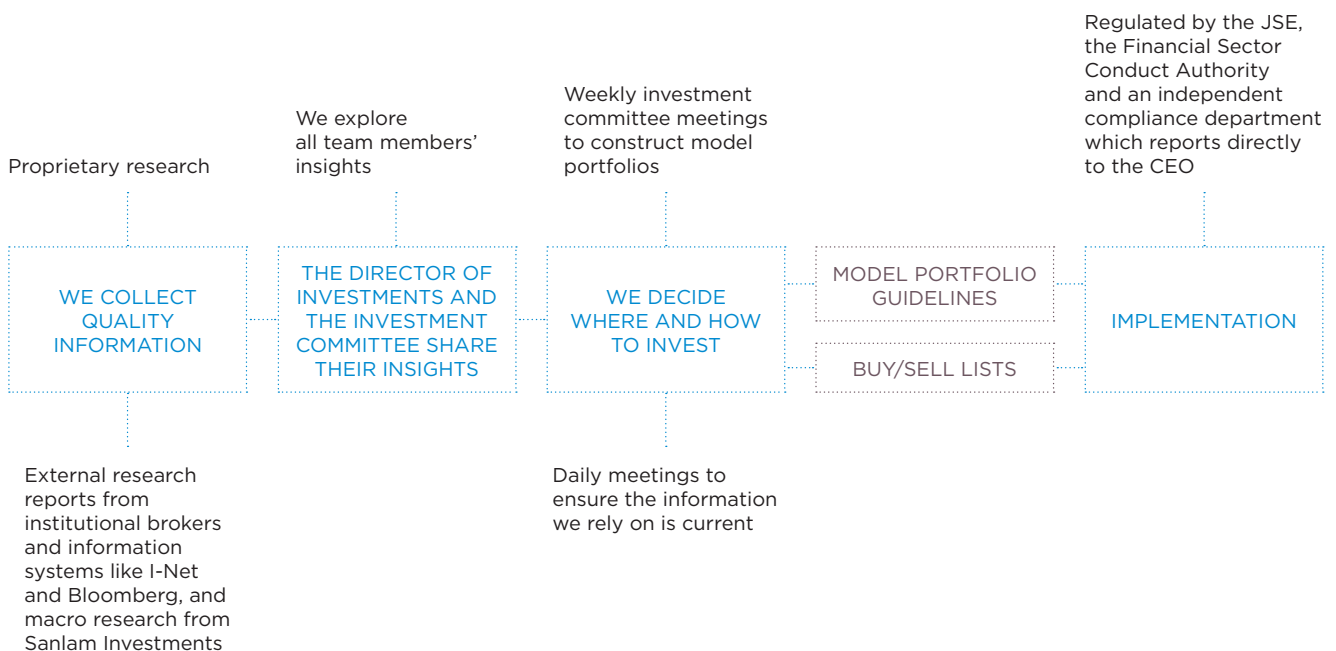 Proprietary research
We explore
all team members’
insights
Weekly investment
committee meetings
to construct model
portfolios
Regulated by the JSE,
the Financial Sector
Conduct Authority
and an independent
compliance department
which reports directly
to the CEO
WE COLLECT
QUALITY
INFORMATION
THE DIRECTOR OF
INVESTMENTS AND
THE INVESTMENT
COMMITTEE SHARE
THEIR INSIGHTS
WE DECIDE
WHERE AND HOW
TO INVEST
MODEL PORTFOLIO
GUIDELINES
BUY/SELL LISTS
IMPLEMENTATION
External research
reports from
institutional brokers
and information
systems like I-Net
and Bloomberg, and
macro research from
Sanlam Investments
Daily meetings to
ensure the information
we rely on is current